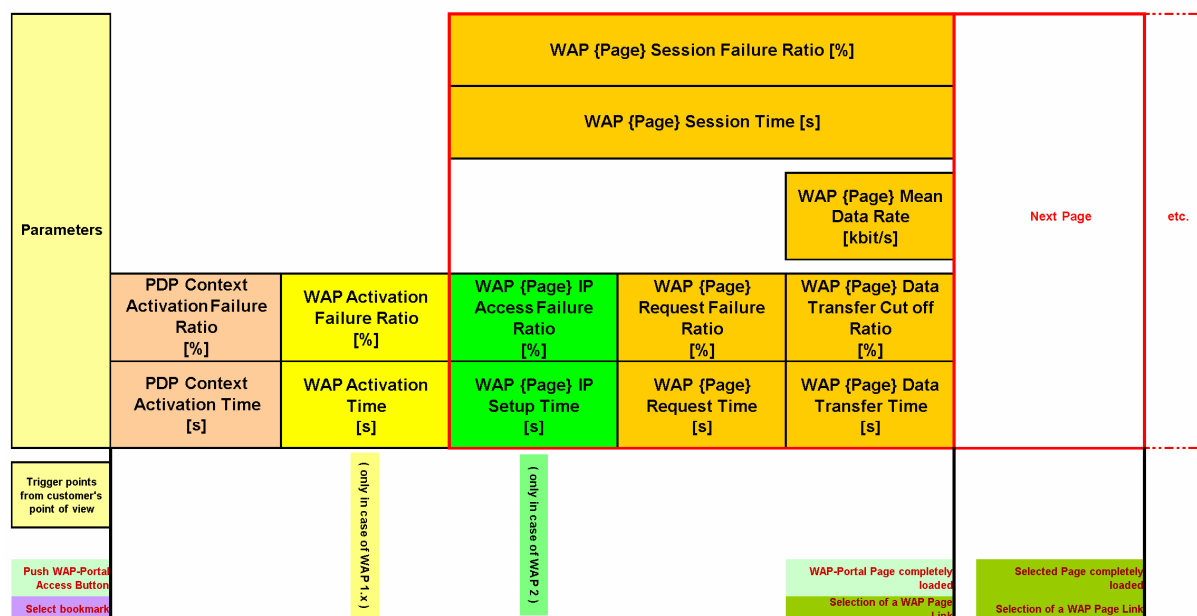 WAP {Page} Session Failure Ratio [%]
WAP {Page} Session Time [s]
Parameters
WAP {Page} Mean
Data Rate
[kbit/s]
Next Page
etc.
PDP Context
Activation Failure
Ratio
[%]
WAP Activation
Failure Ratio
[%]
WAP {Page} IP
Access Failure
Ratio
[%]
WAP {Page}
Request Failure
Ratio
[%]
WAP {Page} Data
Transfer Cut off
Ratio
[%]
PDP Context
Activation Time
[s]
WAP Activation
Time
[s]
WAP {Page} IP
Setup Time
[s]
WAP {Page}
Request Time
[s]
WAP {Page} Data
Transfer Time
[s]
Trigger points
from customer's
point of view
( only in case of WAP 1.x )
( only in case of WAP 2 )
Push WAP-Portal
Access Button
Select bookmark
WAP-Portal Page completely
loaded
Selection of a WAP Page
Link
Selected Page completely
loaded
Selection of a WAP Page Link